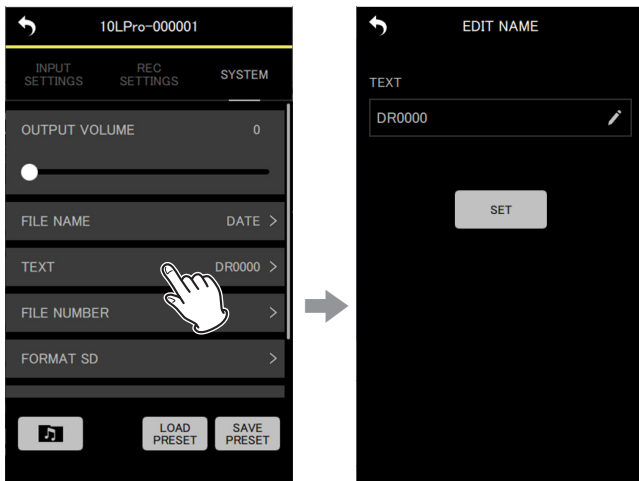 10LPro-000001
INPUT
SETTINGS
REC
SETTINGS
SYSTEM
OUTPUT VOLUME 0
FILE NAME DATE >
TEXT DR0000 >
FILE NUMBER >
FORMAT SD >
LOAD
PRESET
SAVE
PRESET
EDIT NAME
TEXT
DR0000
SET